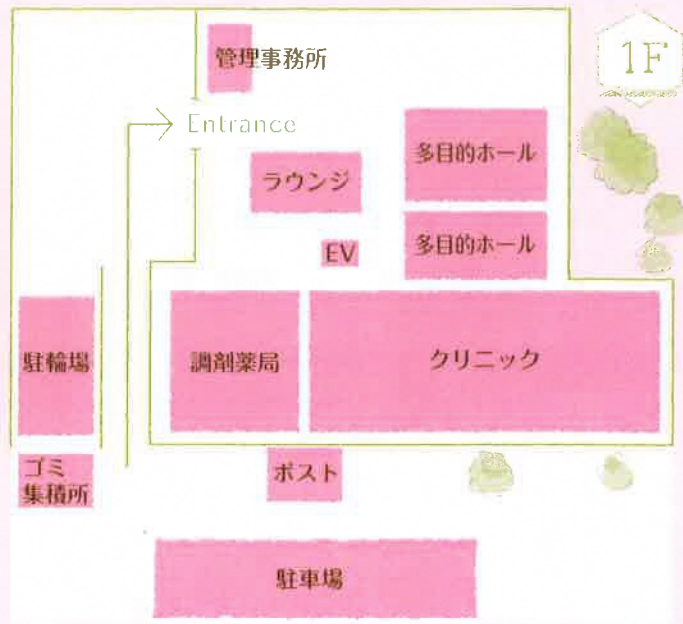 1F
管理事務所
Entrance
多目的ホール
ラウンジ
多目的ホール
EV
駐輪場
調剤薬局
クリニック
ゴミ
集積所
ポスト
駐車場